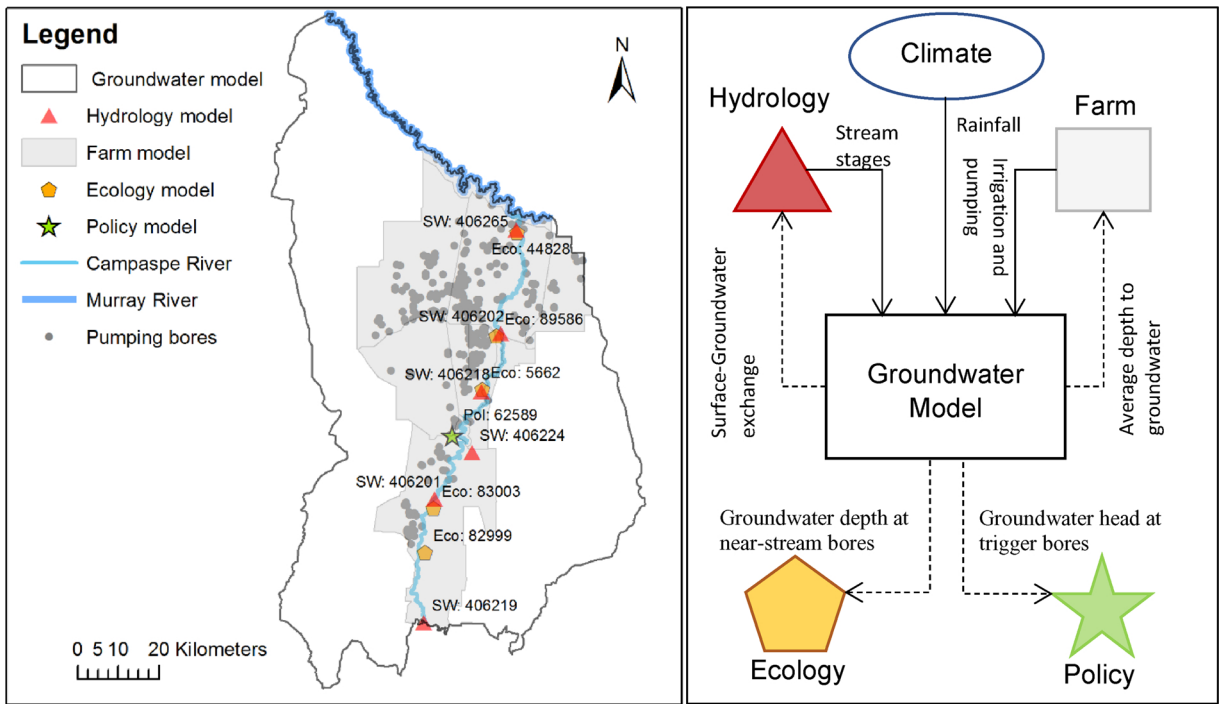 Legend
Groundwater model
Hydrology model
Farm model
Ecology model
Policy model
Campaspe River
Murray River
Pumping bores
N
SW: 406265
Eco: 44828
SW: 406202
Eco: 89586
SW: 406218
Eco: 5662
Pol: 62589
SW: 406224
SW: 406201
Eco: 83003
Eco: 82999
SW: 406219
0 5 10 20 Kilometers
Climate
Hydrology
Farm
Stream
stages
Rainfall
Irrigation and
pumping
Surface-Groundwater
exchange
Groundwater
Model
Average depth to
groundwater
Groundwater depth at
near-stream bores
Groundwater head at
trigger bores
Ecology
Policy